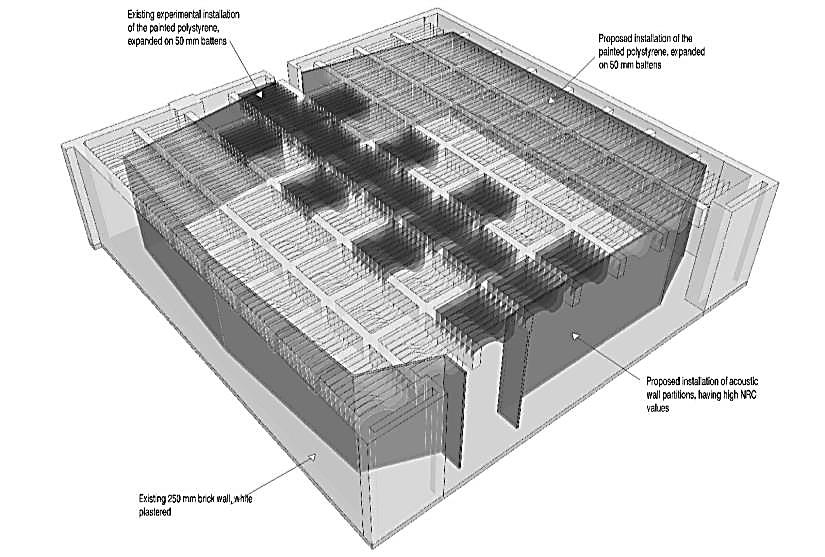 Existing experimental installation
of the painted polystyrene,
expanded on 50 mm battens
Proposed installation of the
painted polystyrene, expanded
on 50 mm battens
Proposed installation of acoustic
wall partitions, having high NRC
values
Existing 250 mm brick wall, white
plastered